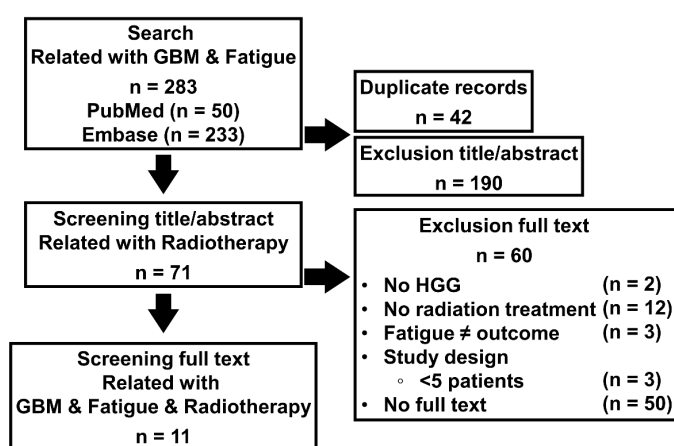 Search
Related with GBM & Fatigue
n = 283
PubMed (n = 50)
Embase (n = 233)
Duplicate records
n = 42
Exclusion title/abstract
n = 190
Screening title/abstract
Related with Radiotherapy
n = 71
Exclusion full text
n = 60
• No HGG (n = 2)
• No radiation treatment (n = 12)
• Fatigue ≠ outcome (n = 3)
• Study design
◦ <5 patients (n = 3)
• No full text (n = 50)
Screening full text
Related with
GBM & Fatigue & Radiotherapy
n = 11